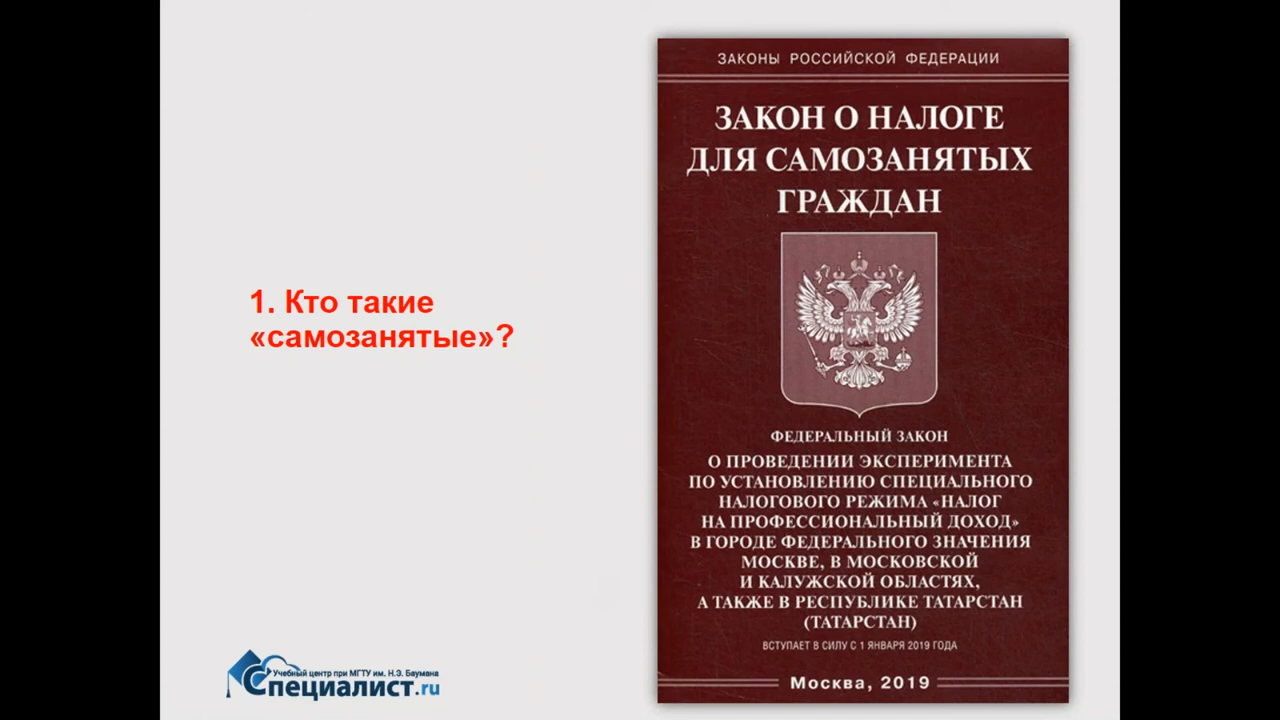 1. Кто такие
«самозанятые»?
ЗАКОНЫ РОССИЙСКОЙ ФЕДЕРАЦИИ
ЗАКОН О НАЛОГЕ
ДЛЯ САМОЗАНЯТЫХ
ГРАЖДАН
ФЕДЕРАЛЬНЫЙ ЗАКОН
О ПРОВЕДЕНИИ ЭКСПЕРИМЕНТА
ПО УСТАНОВЛЕНИЮ СПЕЦИАЛЬНОГО
НАЛОГОВОГО РЕЖИМА «НАЛОГ
НА ПРОФЕССИОНАЛЬНЫЙ ДОХОД»
В ГОРОДЕ ФЕДЕРАЛЬНОГО ЗНАЧЕНИЯ
МОСКВЕ, В МОСКОВСКОЙ
И КАЛУЖСКОЙ ОБЛАСТЯХ,
А ТАКЖЕ В РЕСПУБЛИКЕ ТАТАРСТАН
(ТАТАРСТАН)
ВСТУПАЕТ В СИЛУ С 1 ЯНВАРЯ 2019 ГОДА
Москва, 2019
Учебный центр при МГТУ им. Н.Э. Баумана
Специалист.ru